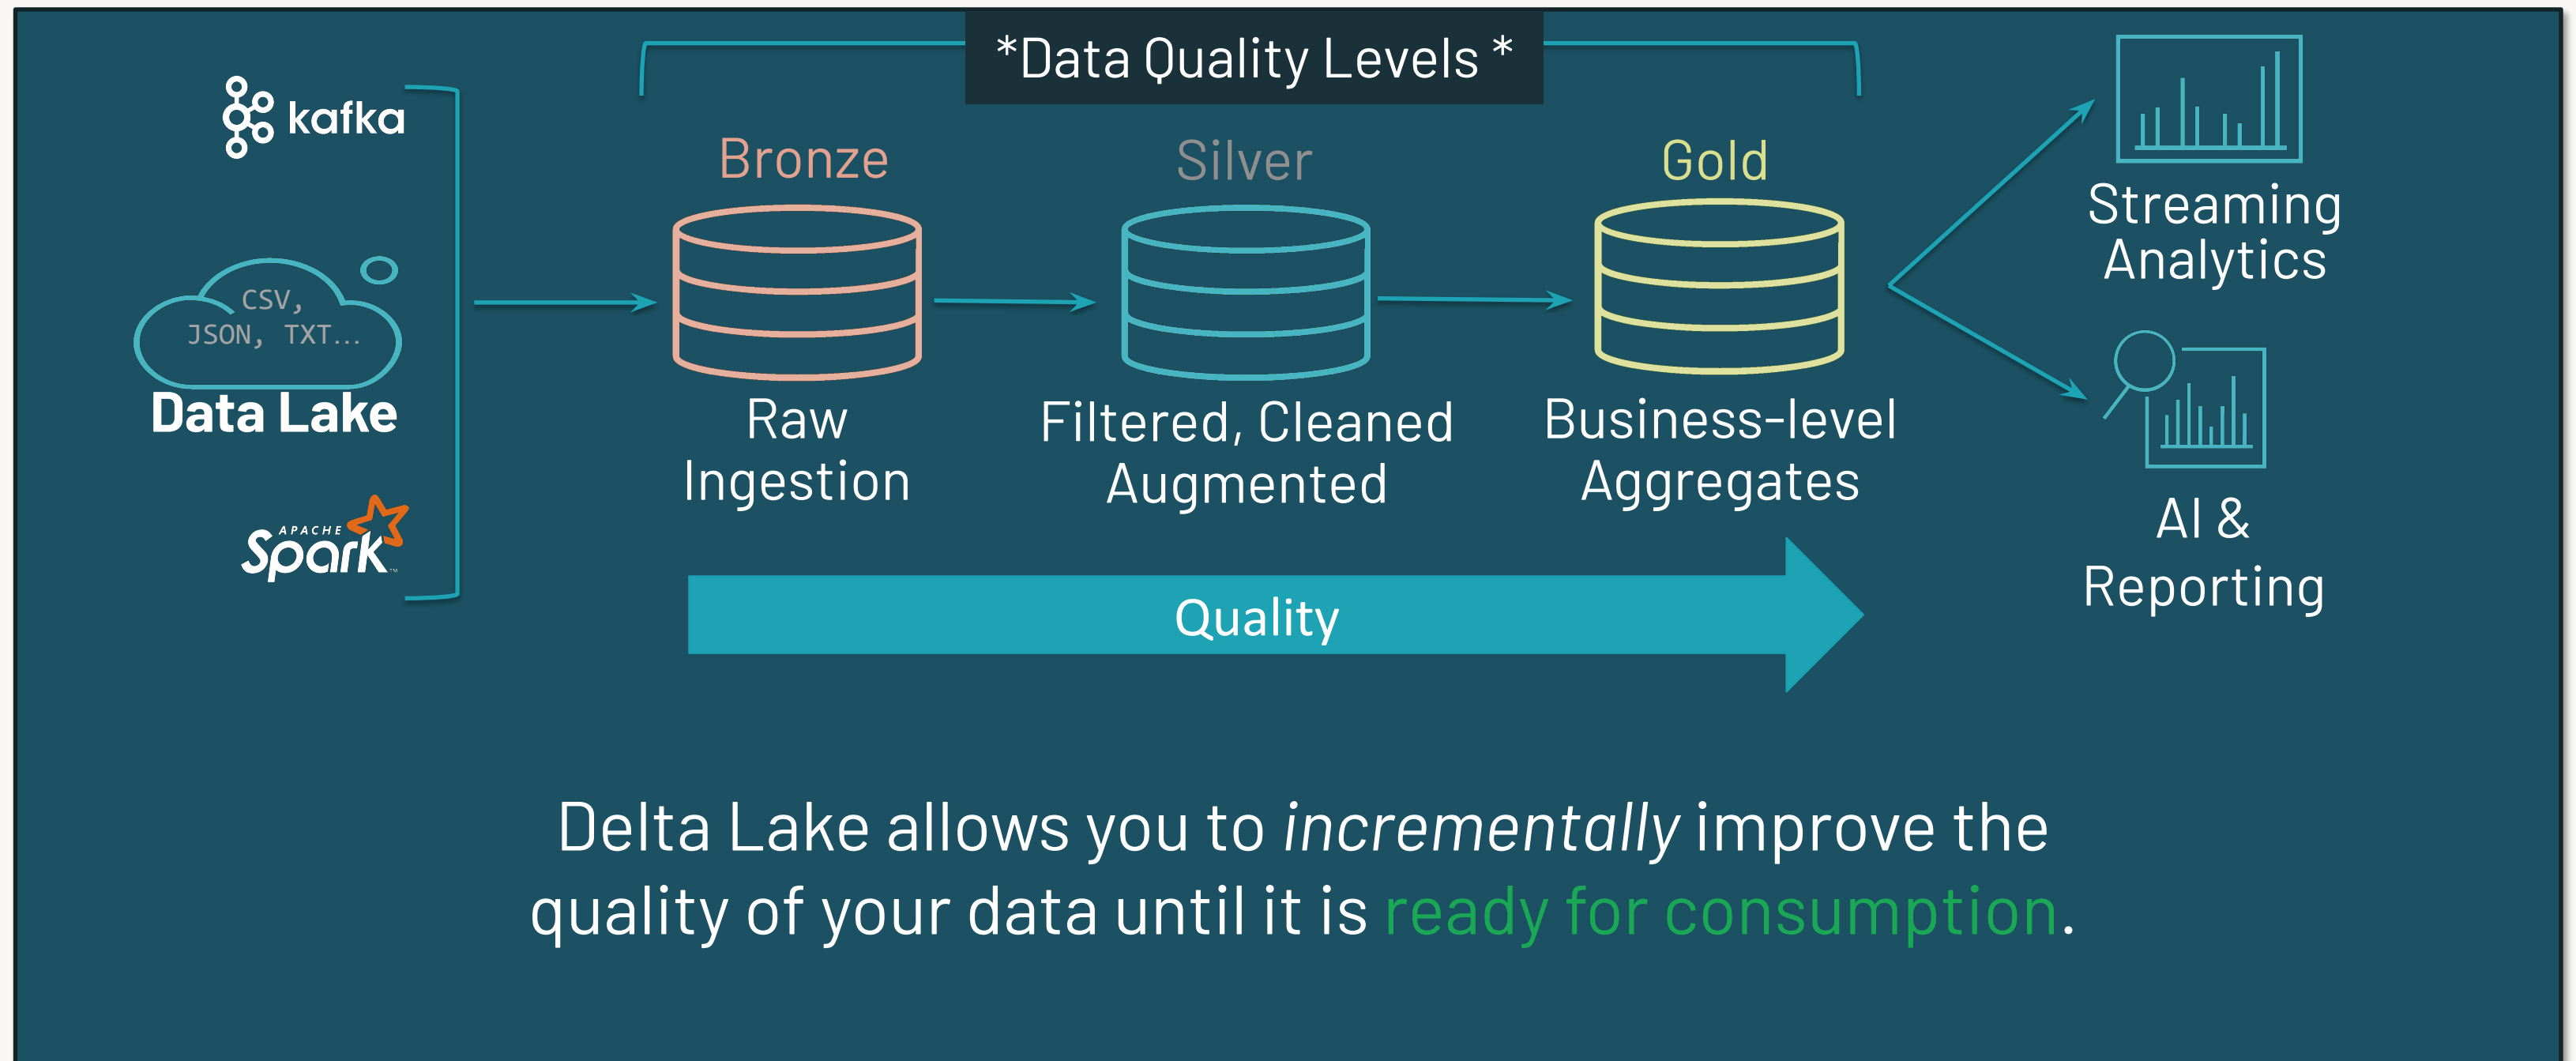 *Data Quality Levels *
kafka
CSV,
JSON, TXT...
Data Lake
APACHE
Spark™
Bronze
Raw
Ingestion
Silver
Filtered, Cleaned
Augmented
Gold
Business-level
Aggregates
Streaming
Analytics
AI &
Reporting
Quality
Delta Lake allows you to incrementally improve the
quality of your data until it is ready for consumption.